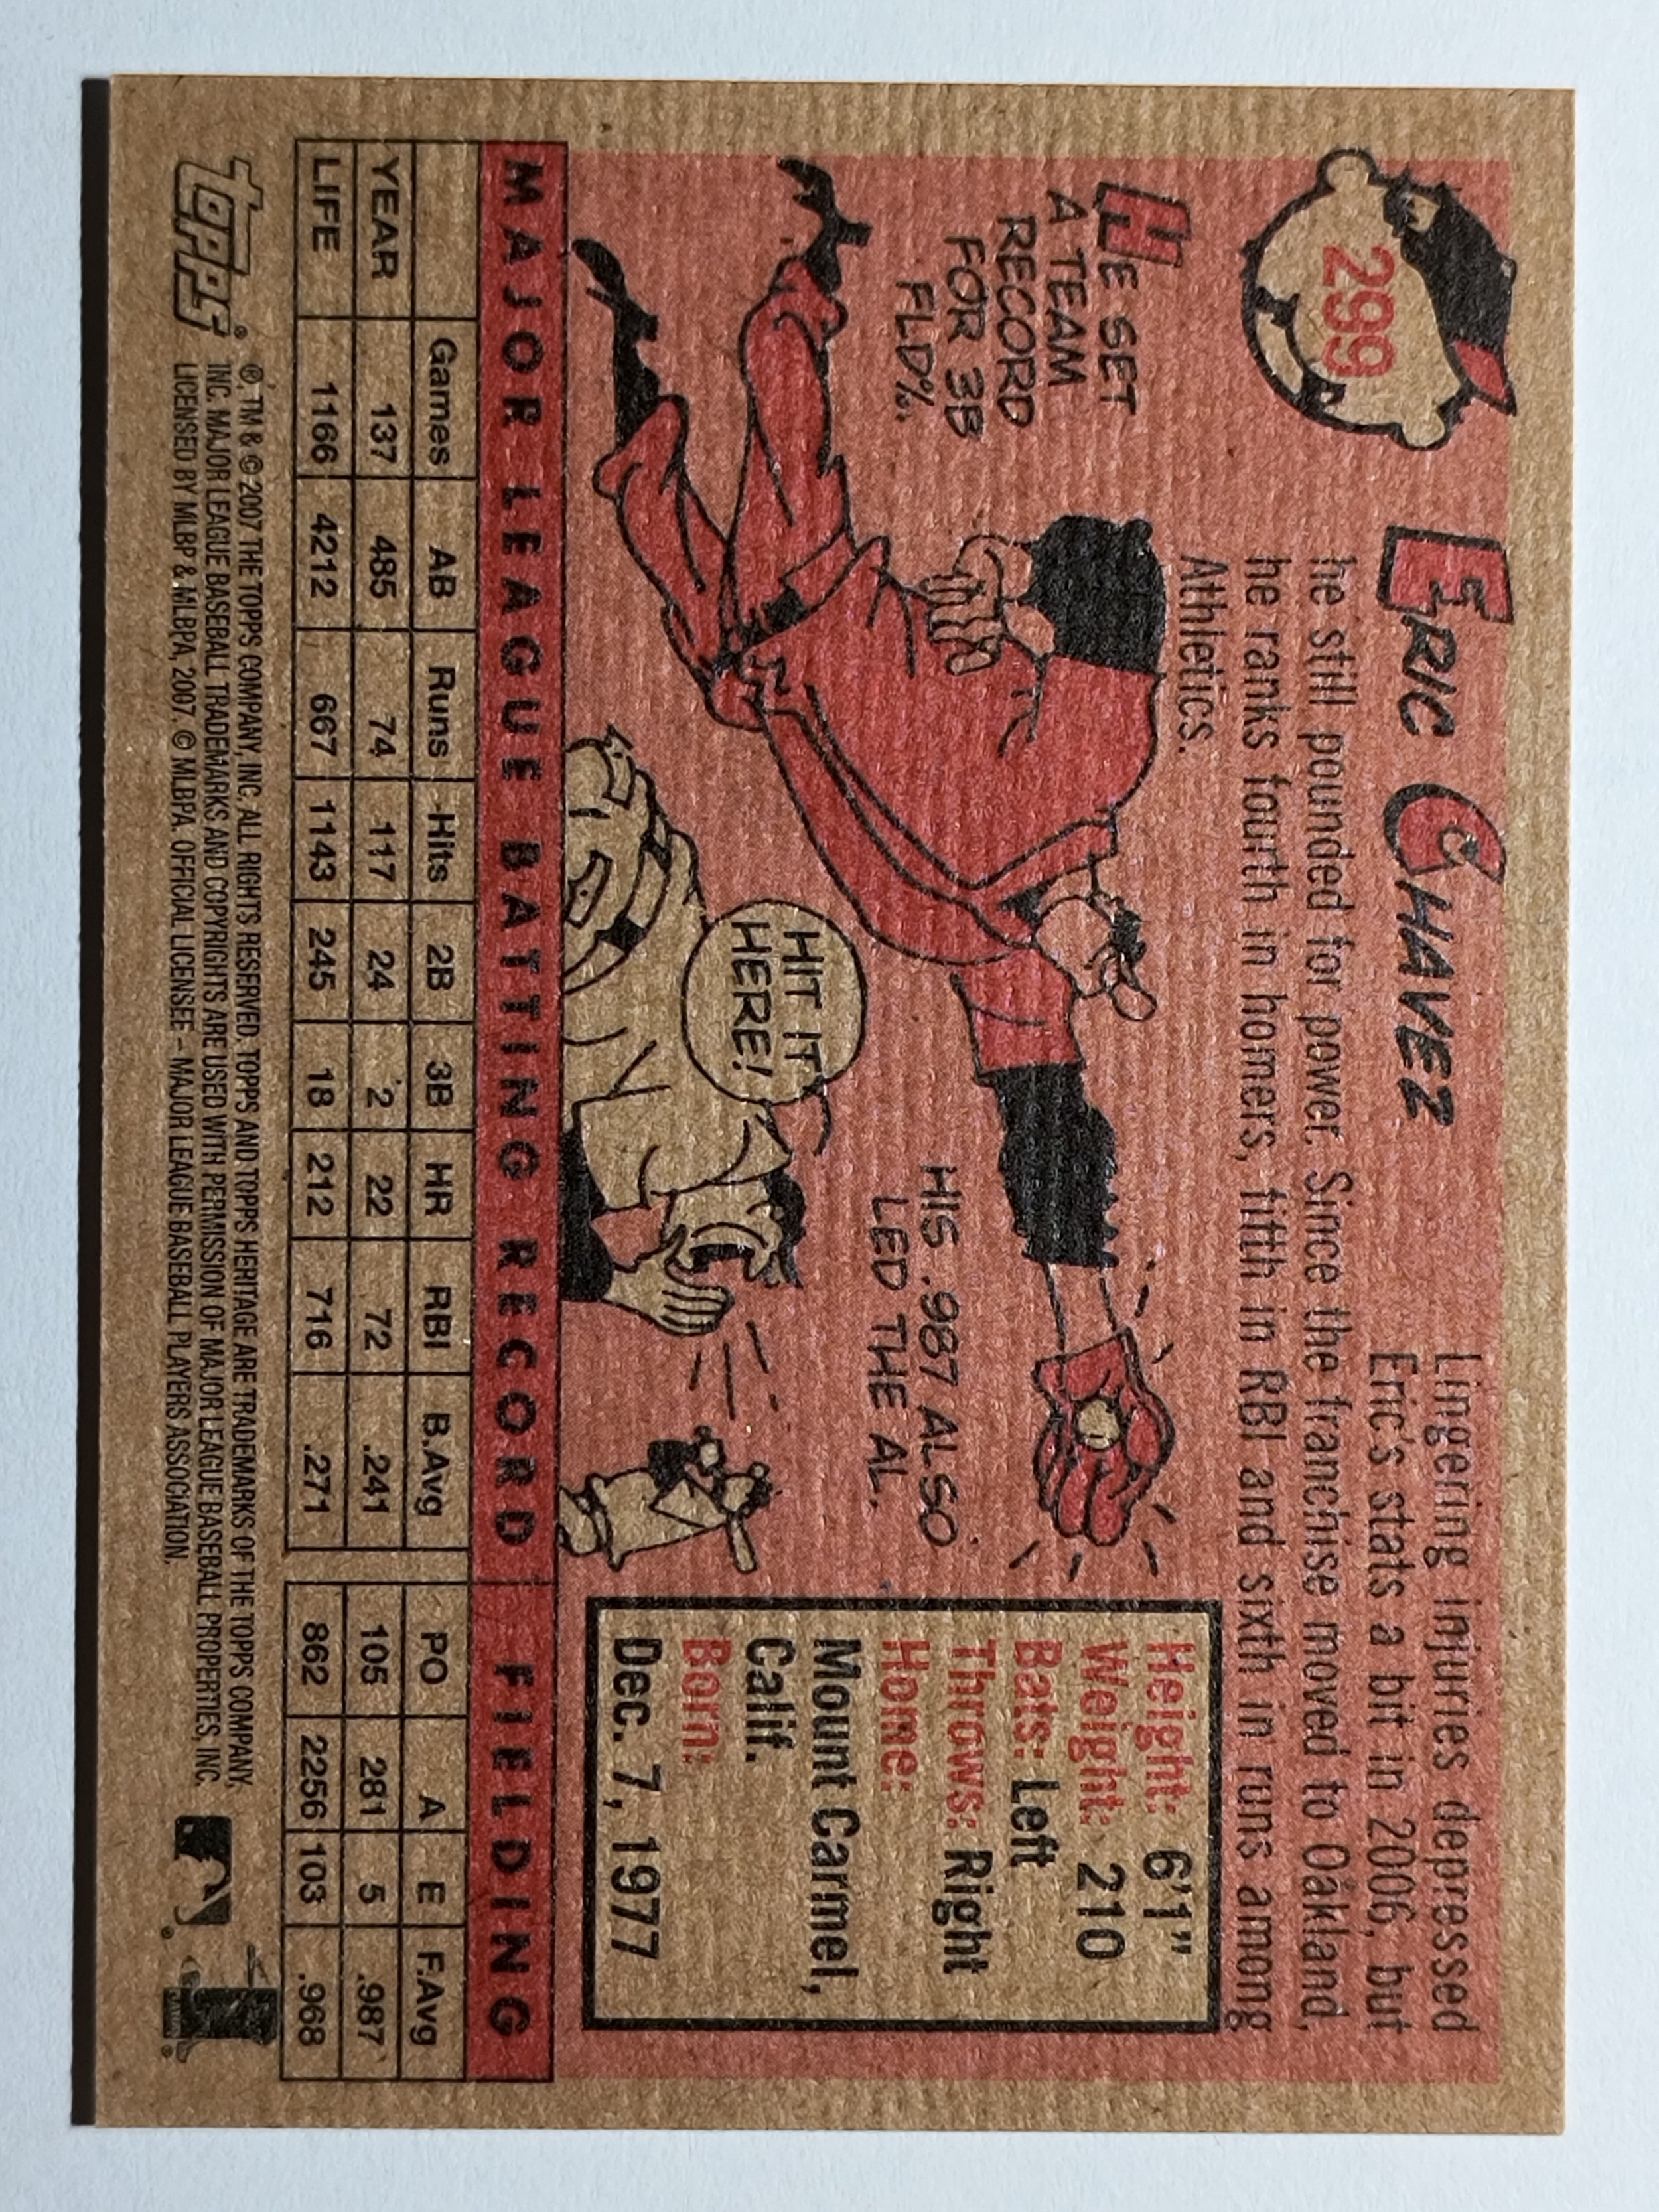 299
ERIC CHAVEZ
Lingering injuries depressed
Eric's stats a bit in 2006, but
he still pounded for power. Since the franchise moved to Oakland,
he ranks fourth in homers, fifth in RBI and sixth in runs among
Athletics.
HE SET
A TEAM
RECORD
FOR 3B
FLD%.
HIS .987 ALSO
LED THE AL.
HIT IT
HERE!
Height: 6'1"
Weight: 210
Bats: Left
Throws: Right
Home:
Mount Carmel,
Calif.
Born:
Dec. 7, 1977
MAJOR LEAGUE BATTING RECORD FIELDING
Games AB Runs Hits 2B 3B HR RBI B.Avg PO A E F.Avg
YEAR 137 485 74 117 24 2 22 72 .241 105 281 5 .987
LIFE 1166 4212 667 1143 245 18 212 716 .271 862 2256 103 .968
topps®
®, TM & © 2007 THE TOPPS COMPANY, INC. ALL RIGHTS RESERVED. TOPPS AND TOPPS HERITAGE ARE TRADEMARKS OF THE TOPPS COMPANY,
INC. MAJOR LEAGUE BASEBALL TRADEMARKS AND COPYRIGHTS ARE USED WITH PERMISSION OF MAJOR LEAGUE BASEBALL PROPERTIES, INC.
LICENSED BY MLBP & MLBPA, 2007. © MLBPA. OFFICIAL LICENSEE – MAJOR LEAGUE BASEBALL PLAYERS ASSOCIATION.